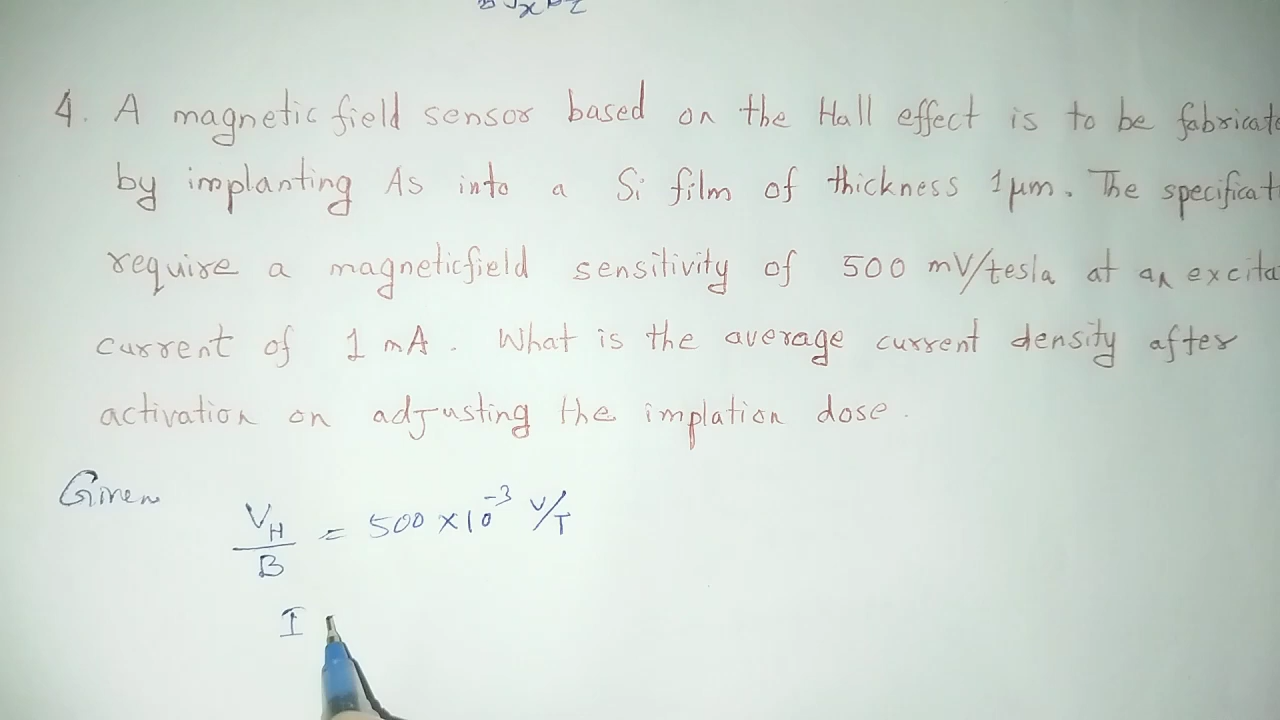 4. A magnetic field sensor based on the Hall effect is to be fabricate
by implanting As into a Si film of thickness 1 μm. The specificat
require a magneticfield sensitivity of 500 mV/tesla at an excita
current of 1 mA. What is the average current density after
activation on adjusting the implation dose.
Given
V_H/B = 500 × 10⁻³ V/T
I